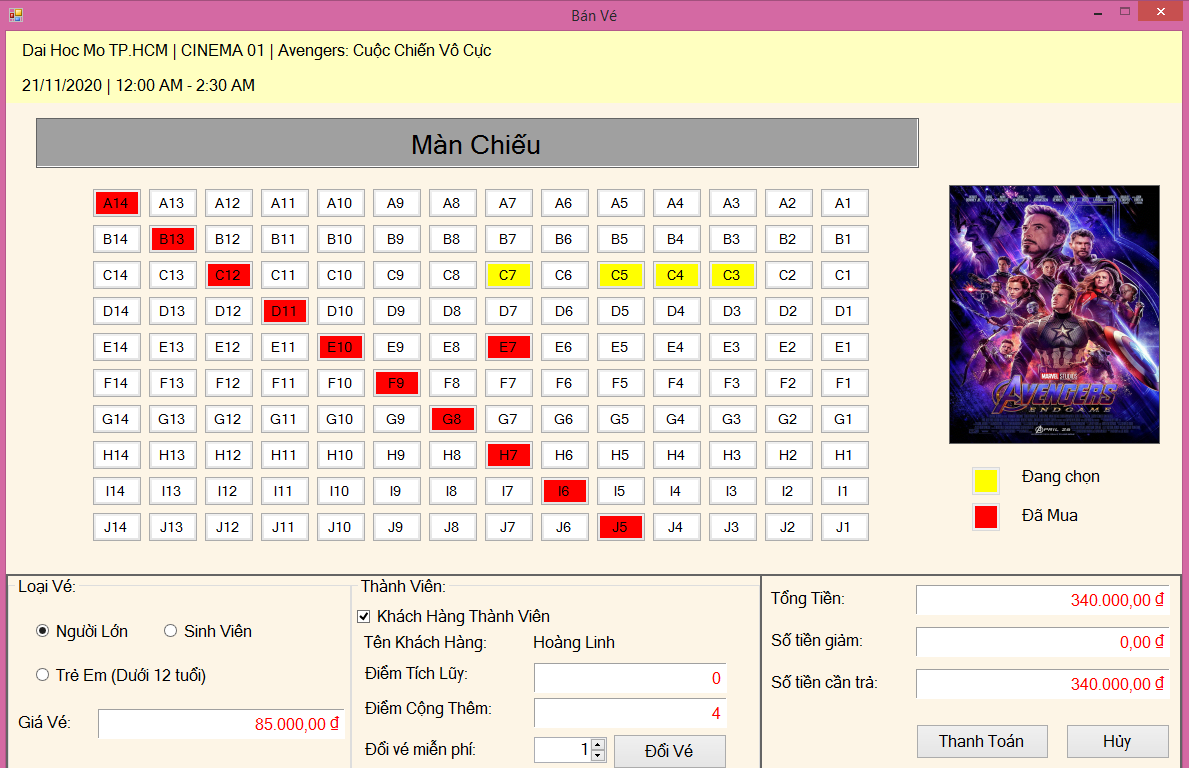 Bán Vé
Dai Hoc Mo TP.HCM | CINEMA 01 | Avengers: Cuộc Chiến Vô Cực
21/11/2020 | 12:00 AM - 2:30 AM
Màn Chiếu
A14 A13 A12 A11 A10 A9 A8 A7 A6 A5 A4 A3 A2 A1
B14 B13 B12 B11 B10 B9 B8 B7 B6 B5 B4 B3 B2 B1
C14 C13 C12 C11 C10 C9 C8 C7 C6 C5 C4 C3 C2 C1
D14 D13 D12 D11 D10 D9 D8 D7 D6 D5 D4 D3 D2 D1
E14 E13 E12 E11 E10 E9 E8 E7 E6 E5 E4 E3 E2 E1
F14 F13 F12 F11 F10 F9 F8 F7 F6 F5 F4 F3 F2 F1
G14 G13 G12 G11 G10 G9 G8 G7 G6 G5 G4 G3 G2 G1
H14 H13 H12 H11 H10 H9 H8 H7 H6 H5 H4 H3 H2 H1
I14 I13 I12 I11 I10 I9 I8 I7 I6 I5 I4 I3 I2 I1
J14 J13 J12 J11 J10 J9 J8 J7 J6 J5 J4 J3 J2 J1
MARVEL STUDIOS
AVENGERS
ENDGAME
APRIL 26
Đang chọn
Đã Mua
Loại Vé:
Người Lớn
Sinh Viên
Trẻ Em (Dưới 12 tuổi)
Giá Vé: 85.000,00 ₫
Thành Viên:
Khách Hàng Thành Viên
Tên Khách Hàng: Hoàng Linh
Điểm Tích Lũy: 0
Điểm Cộng Thêm: 4
Đổi vé miễn phí: 1 Đổi Vé
Tổng Tiền: 340.000,00 ₫
Số tiền giảm: 0,00 ₫
Số tiền cần trả: 340.000,00 ₫
Thanh Toán
Hủy